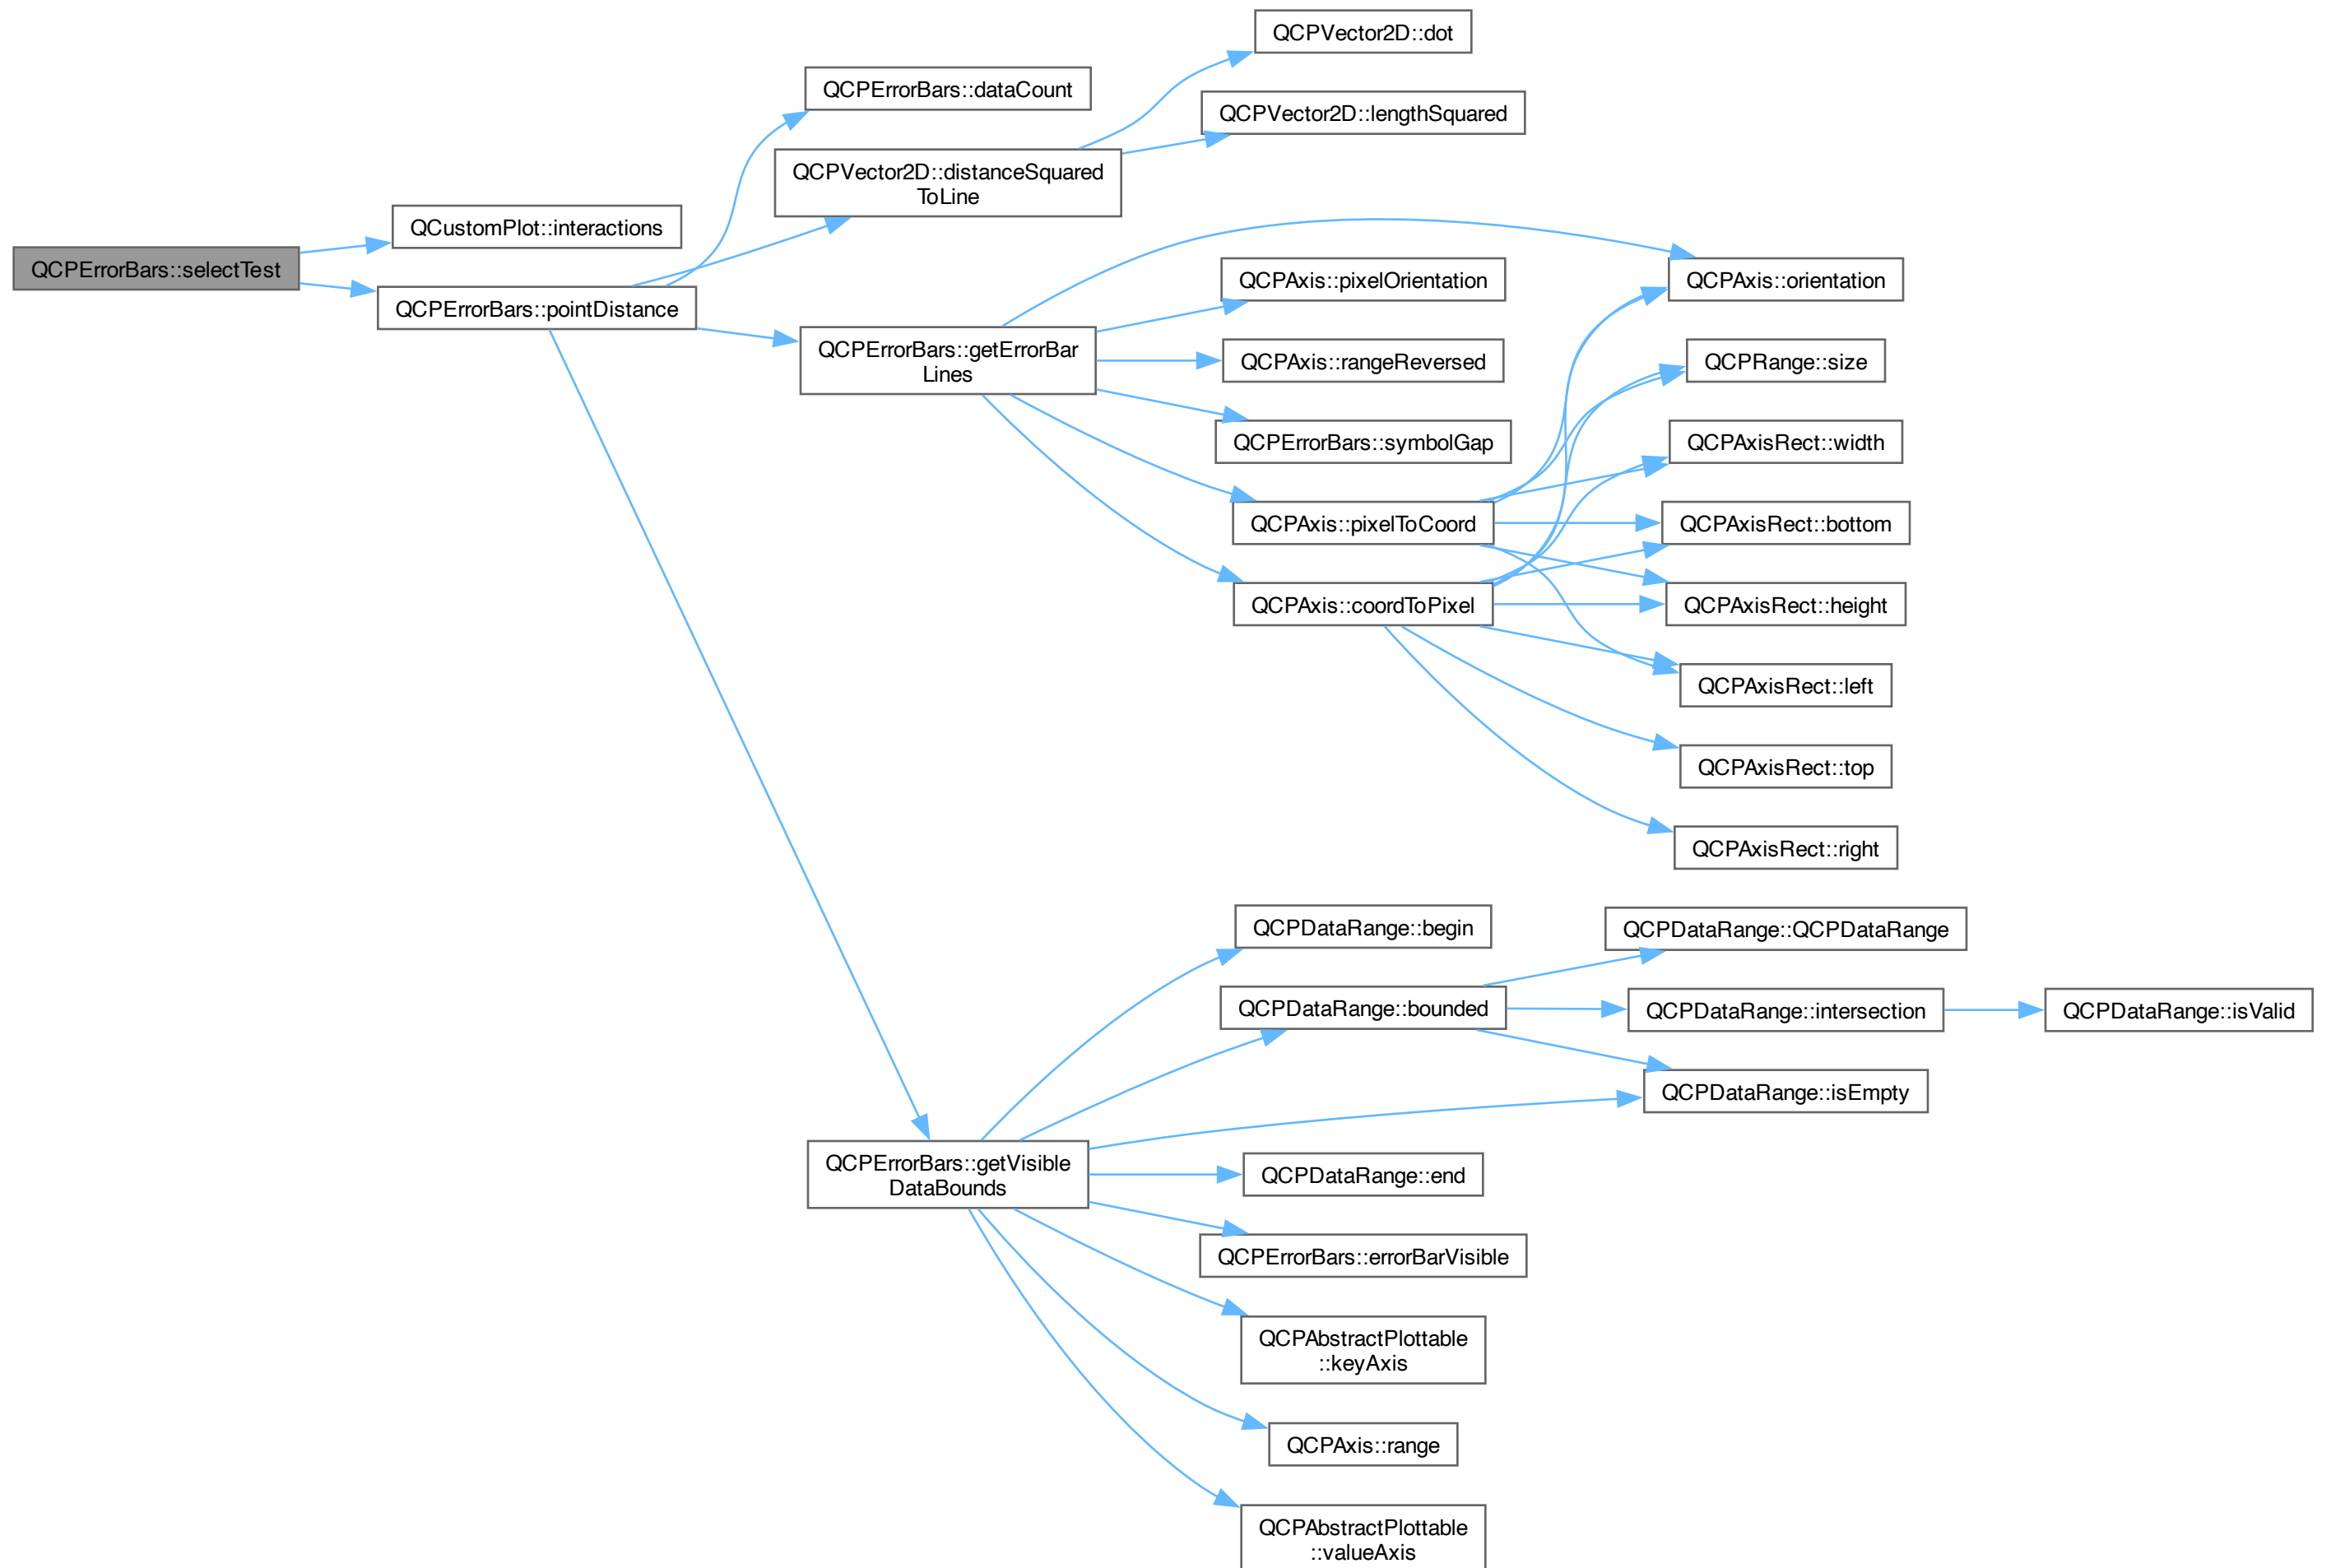 QCPErrorBars::selectTest
QCustomPlot::interactions
QCPErrorBars::pointDistance
QCPErrorBars::dataCount
QCPVector2D::distanceSquared
ToLine
QCPVector2D::dot
QCPVector2D::lengthSquared
QCPErrorBars::getErrorBar
Lines
QCPAxis::pixelOrientation
QCPAxis::rangeReversed
QCPErrorBars::symbolGap
QCPAxis::pixelToCoord
QCPAxis::coordToPixel
QCPAxis::orientation
QCPRange::size
QCPAxisRect::width
QCPAxisRect::bottom
QCPAxisRect::height
QCPAxisRect::left
QCPAxisRect::top
QCPAxisRect::right
QCPErrorBars::getVisible
DataBounds
QCPDataRange::begin
QCPDataRange::bounded
QCPDataRange::QCPDataRange
QCPDataRange::intersection
QCPDataRange::isValid
QCPDataRange::isEmpty
QCPDataRange::end
QCPErrorBars::errorBarVisible
QCPAbstractPlottable
::keyAxis
QCPAxis::range
QCPAbstractPlottable
::valueAxis